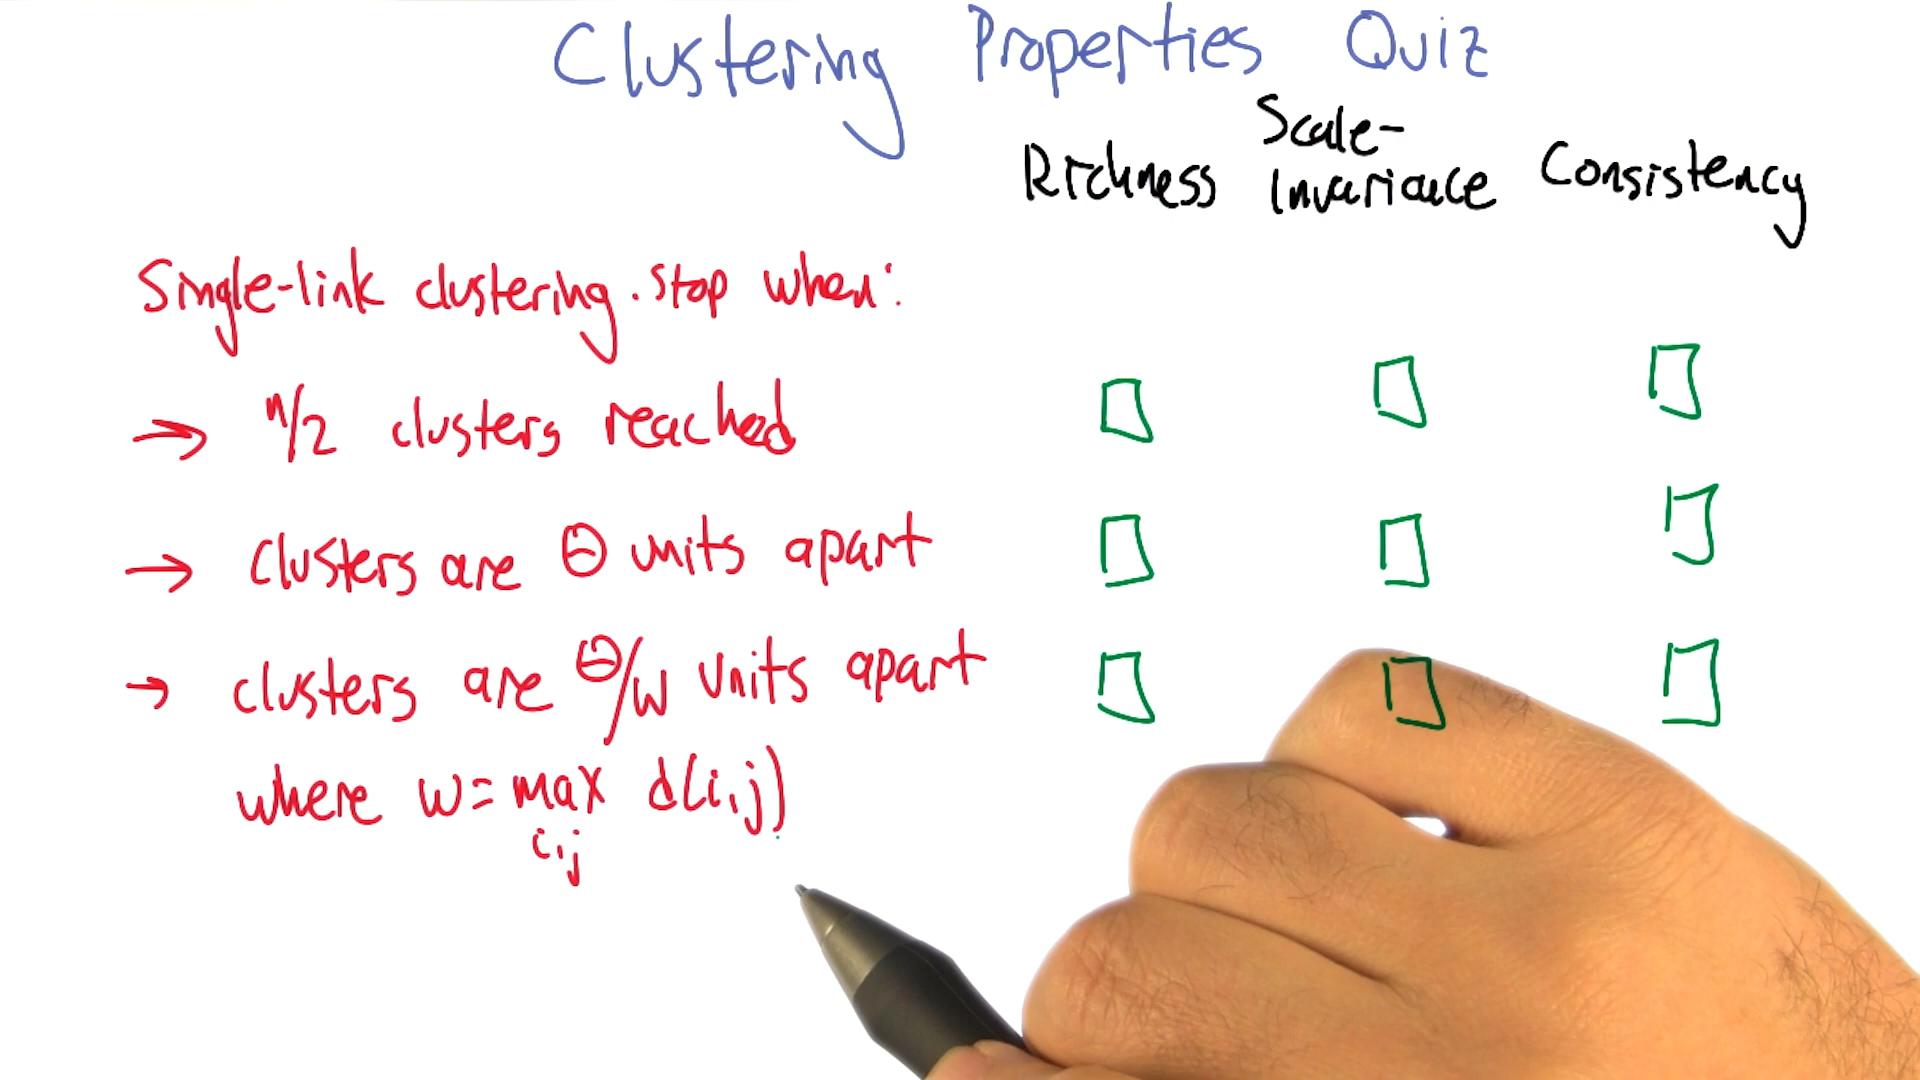 Clustering Properties Quiz
Richness Scale-Invariance Consistency
Single-link clustering. stop when:
→ n/2 clusters reached
→ clusters are Θ units apart
→ clusters are Θ/W units apart
where W = max d(i,j)
i,j